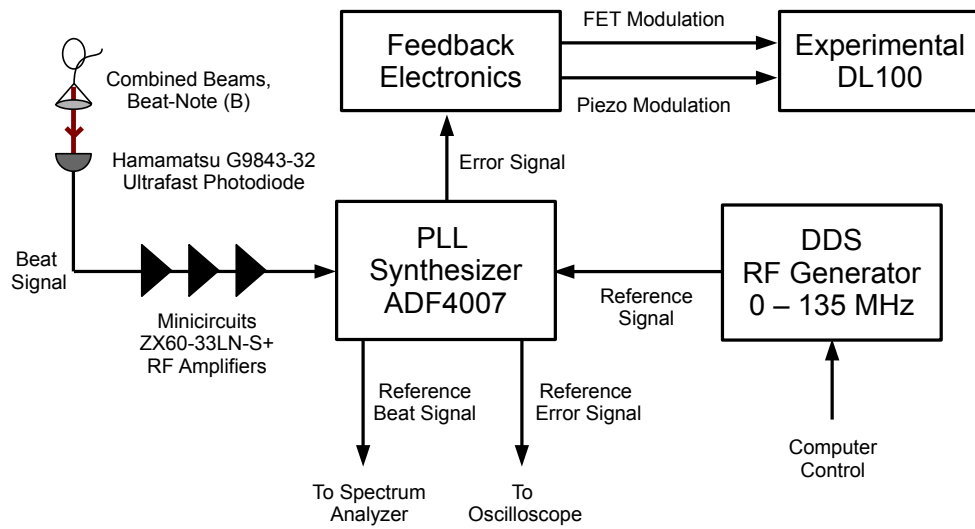 Combined Beams,
Beat-Note (B)
Hamamatsu G9843-32
Ultrafast Photodiode
Beat
Signal
Minicircuits
ZX60-33LN-S+
RF Amplifiers
Feedback
Electronics
FET Modulation
Piezo Modulation
Experimental
DL100
Error Signal
PLL
Synthesizer
ADF4007
Reference
Signal
DDS
RF Generator
0 – 135 MHz
Reference
Beat Signal
Reference
Error Signal
To Spectrum
Analyzer
To
Oscilloscope
Computer
Control